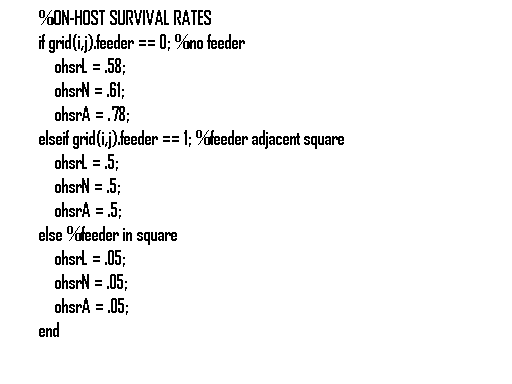 %ON-HOST SURVIVAL RATES
if grid(i,j).feeder == 0; %no feeder
ohsrL = .58;
ohsrN = .61;
ohsrA = .78;
elseif grid(i,j).feeder == 1; %feeder adjacent square
ohsrL = .5;
ohsrN = .5;
ohsrA = .5;
else %feeder in square
ohsrL = .05;
ohsrN = .05;
ohsrA = .05;
end